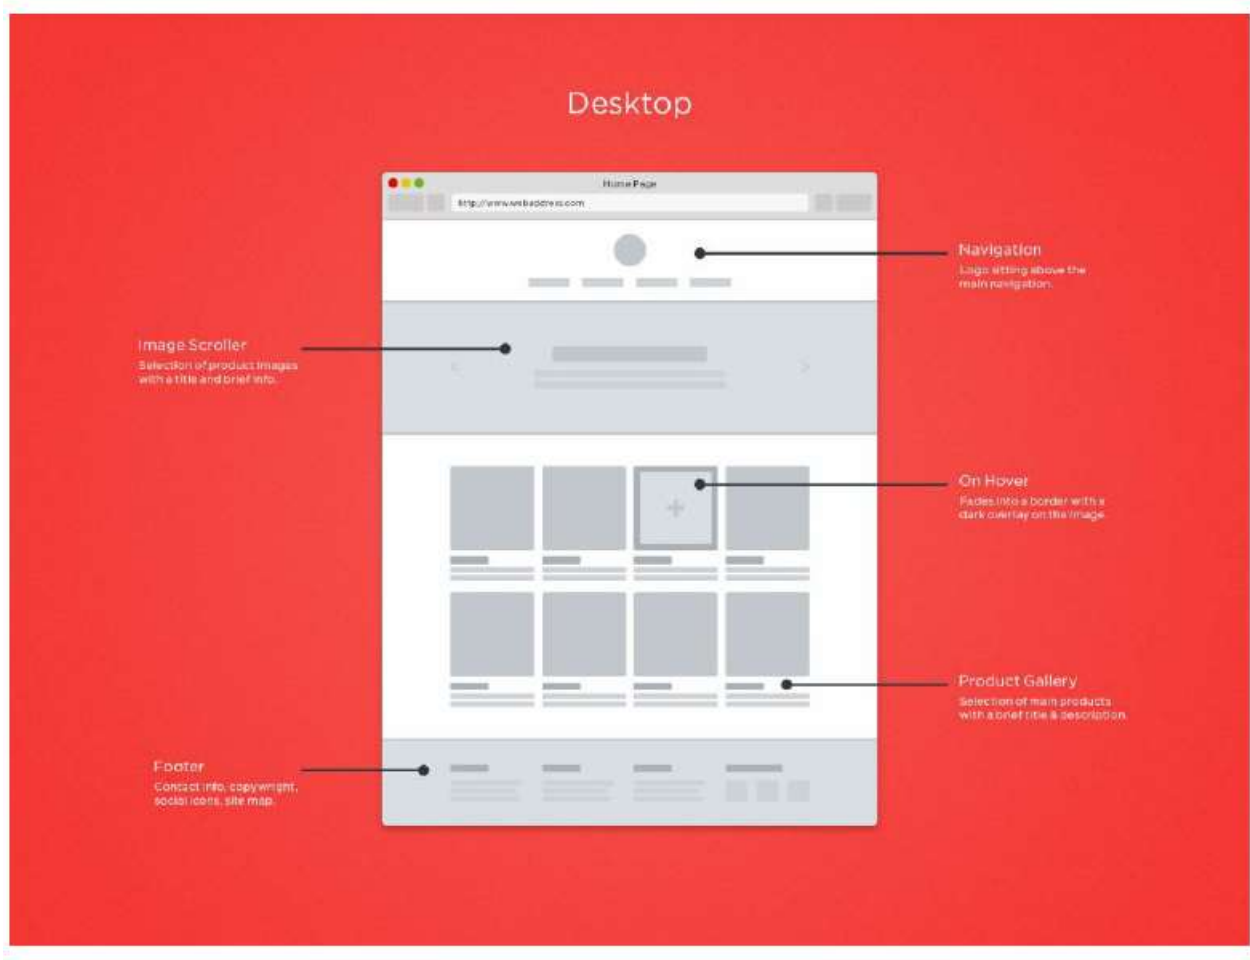 Desktop
Home Page
http://www.webaddress.com
Navigation
Logo sitting above the
main navigation.
Image Scroller
Selection of product images
with a title and brief info.
On Hover
Fades into a border with a
dark overlay on the image.
Product Gallery
Selection of main products
with a brief title & description.
Footer
Contact info, copywright,
social icons, site map.